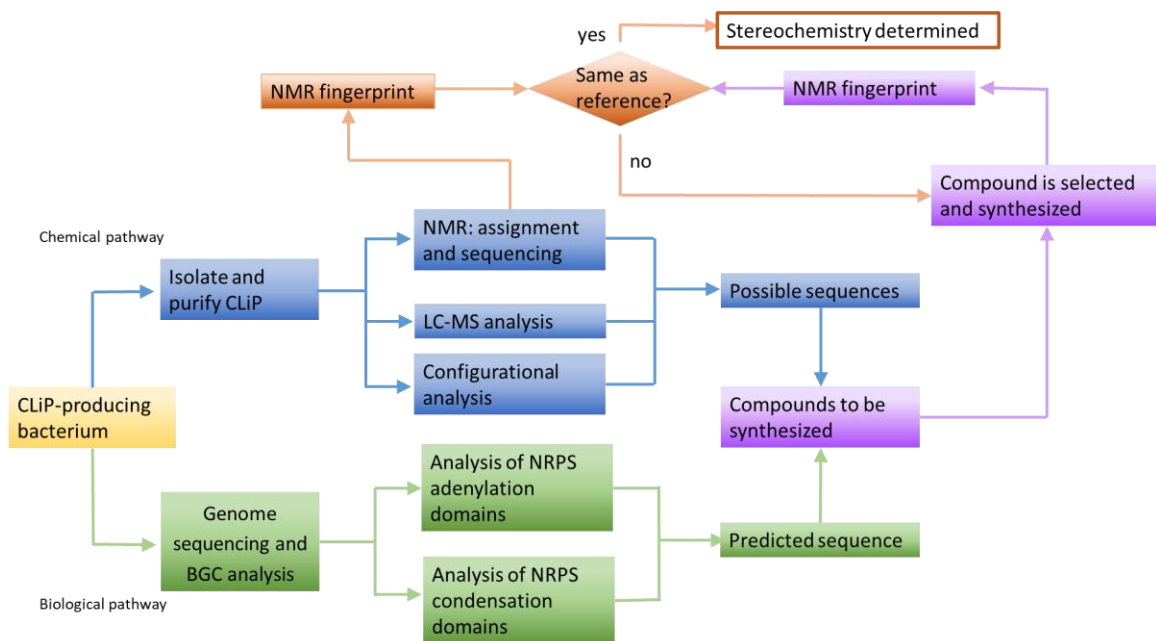 yes
Stereochemistry determined
NMR fingerprint
Same as
reference?
NMR fingerprint
no
Compound is selected
and synthesized
Chemical pathway
NMR: assignment
and sequencing
Isolate and
purify CLiP
Possible sequences
LC-MS analysis
Configurational
analysis
CLiP-producing
bacterium
Compounds to be
synthesized
Analysis of NRPS
adenylation
domains
Genome
sequencing and
BGC analysis
Predicted sequence
Analysis of NRPS
condensation
domains
Biological pathway